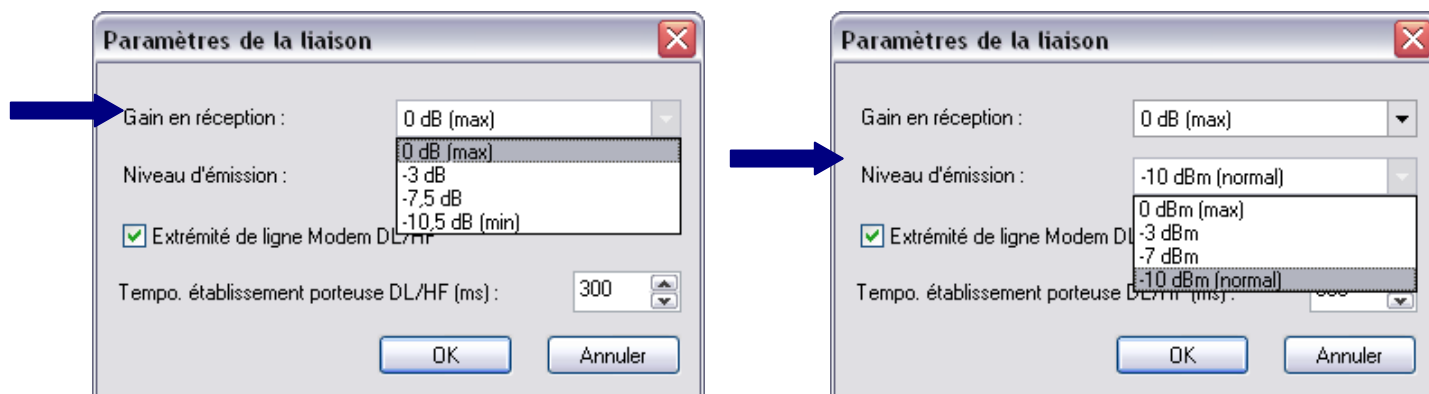 Paramètres de la liaison
Gain en réception :
0 dB (max)
0 dB (max)
-3 dB
-7,5 dB
-10,5 dB (min)
Niveau d'émission :
Extrémité de ligne Modem DL/HF
Tempo. établissement porteuse DL/HF (ms) :
300
OK
Annuler
Paramètres de la liaison
Gain en réception :
0 dB (max)
Niveau d'émission :
-10 dBm (normal)
0 dBm (max)
-3 dBm
-7 dBm
-10 dBm (normal)
Extrémité de ligne Modem
Tempo. établissement porteuse DL/HF (ms) :
OK
Annuler